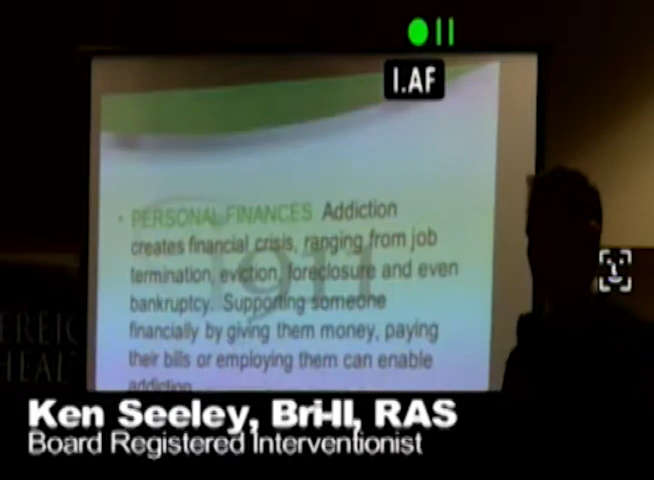 I.AF
PERSONAL FINANCES Addiction
creates financial crisis, ranging from job
termination, eviction, foreclosure and even
bankruptcy. Supporting someone
financially by giving them money, paying
their bills or employing them can enable
addiction
911
Ken Seeley, Bri-II, RAS
Board Registered Interventionist